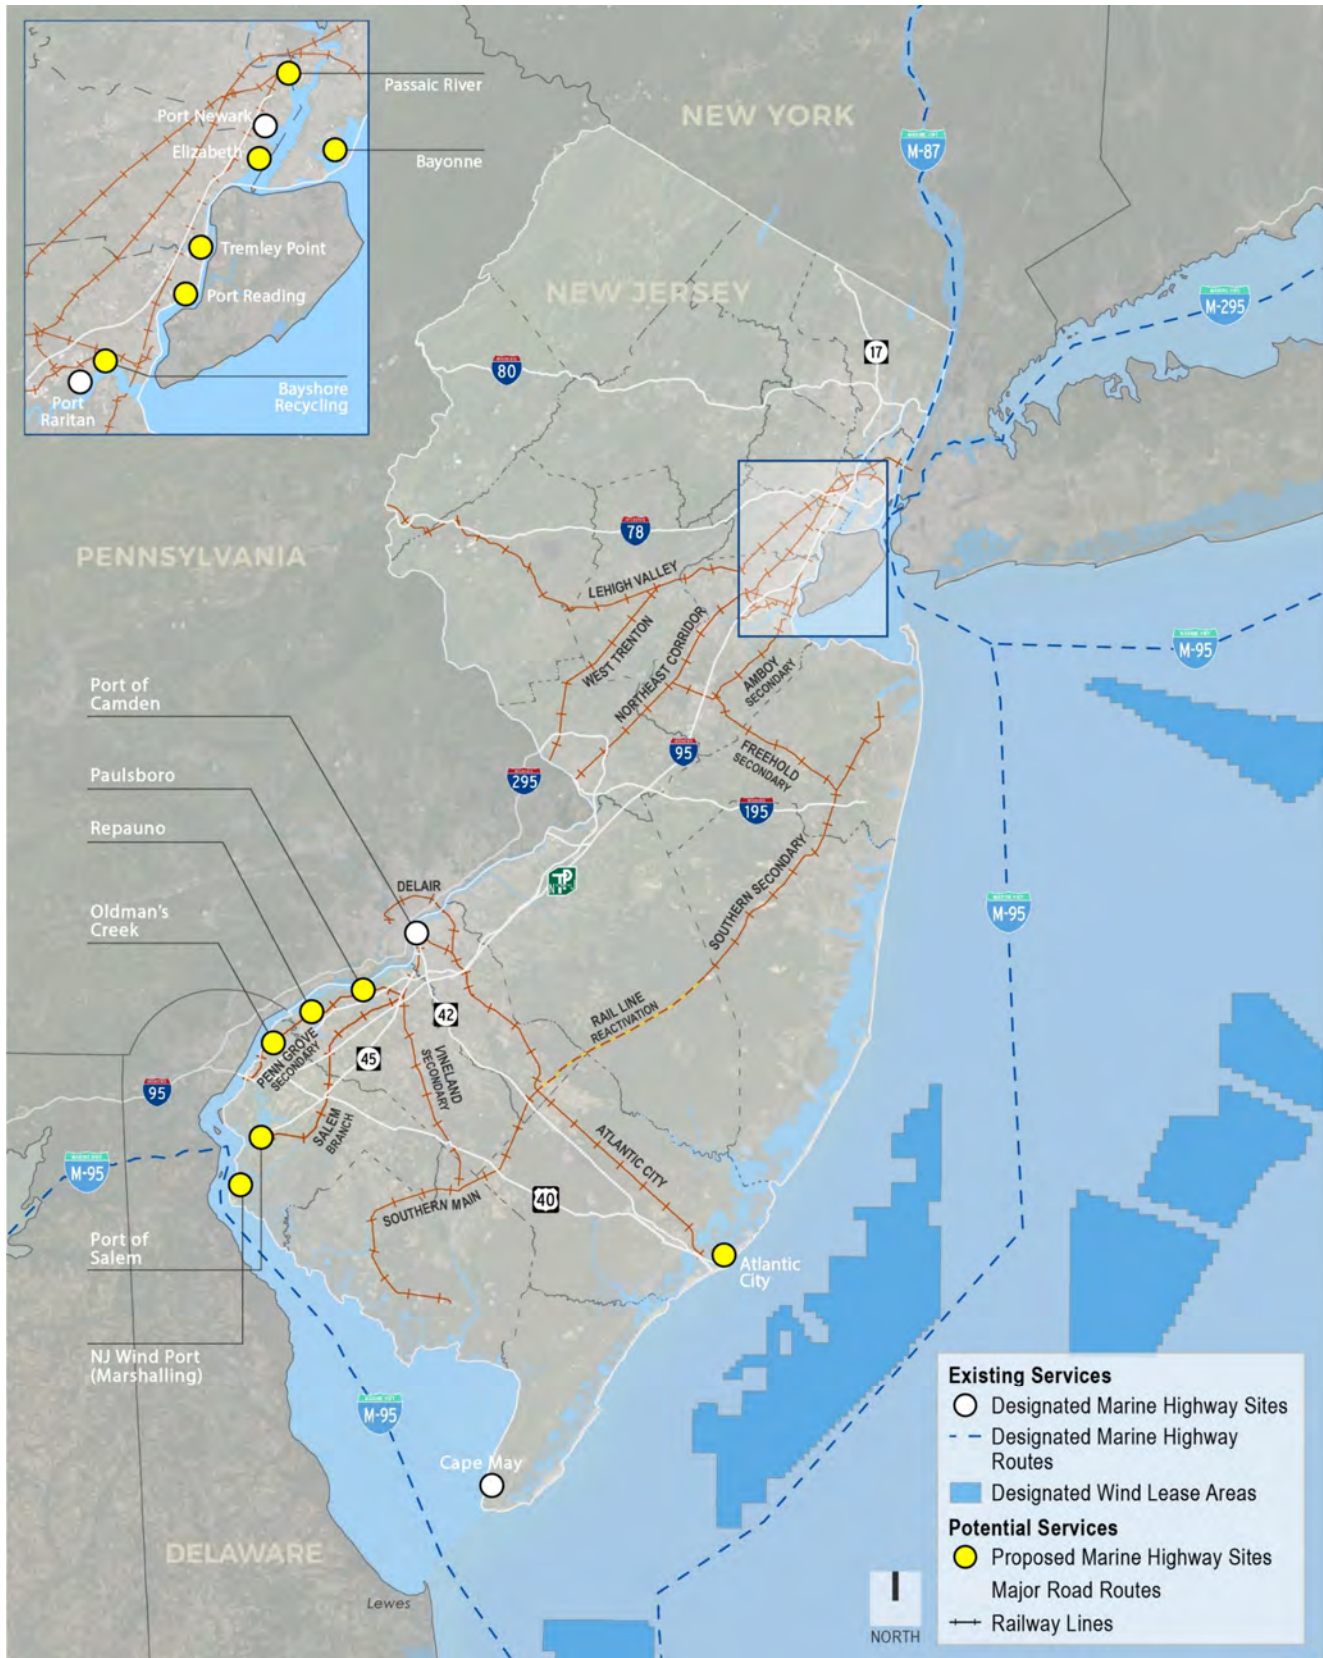 Passaic River
Port Newark
Elizabeth
Bayonne
Tremley Point
Port Reading
Bayshore
Recycling
Port
Raritan
NEW YORK
M-87
NEW JERSEY
M-295
17
80
PENNSYLVANIA
78
LEHIGH VALLEY
WEST TRENTON
NORTHEAST CORRIDOR
AMBOY
SECONDARY
M-95
Port of
Camden
295
95
FREEHOLD
SECONDARY
195
Paulsboro
Repauno
DELAIR
SOUTHERN SECONDARY
M-95
Oldman's
Creek
42
RAIL LINE
REACTIVATION
PENN GROVE
SECONDARY
45
VINELAND
SECONDARY
95
SALEM
BRANCH
ATLANTIC CITY
M-95
SOUTHERN MAIN
40
Port of
Salem
Atlantic
City
NJ Wind Port
(Marshalling)
M-95
Cape May
DELAWARE
Lewes
NORTH
Existing Services
Designated Marine Highway Sites
Designated Marine Highway
Routes
Designated Wind Lease Areas
Potential Services
Proposed Marine Highway Sites
Major Road Routes
Railway Lines